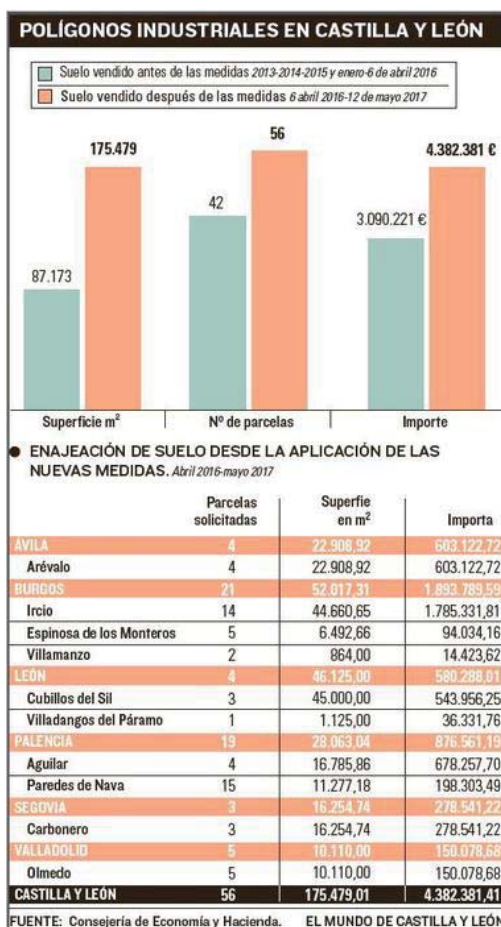 POLÍGONOS INDUSTRIALES EN CASTILLA Y LEÓN
Suelo vendido antes de las medidas 2013-2014-2015 y enero-6 de abril 2016
Suelo vendido después de las medidas 6 abril 2016-12 de mayo 2017
87.173
175.479
42
56
3.090.221 €
4.382.381 €
Superficie m²
Nº de parcelas
Importe
● ENAJEACIÓN DE SUELO DESDE LA APLICACIÓN DE LAS
NUEVAS MEDIDAS. Abril 2016-mayo 2017
Parcelas solicitadas Superfie en m² Importa
ÁVILA 4 22.908,92 603.122,72
Arévalo 4 22.908,92 603.122,72
BURGOS 21 52.017,31 1.893.789,59
Ircio 14 44.660,65 1.785.331,81
Espinosa de los Monteros 5 6.492,66 94.034,16
Villamanzo 2 864,00 14.423,62
LEÓN 4 46.125,00 580.288,01
Cubillos del Sil 3 45.000,00 543.956,25
Villadangos del Páramo 1 1.125,00 36.331,76
PALENCIA 19 28.063,04 876.561,19
Aguilar 4 16.785,86 678.257,70
Paredes de Nava 15 11.277,18 198.303,49
SEGOVIA 3 16.254,74 278.541,22
Carbonero 3 16.254,74 278.541,22
VALLADOLID 5 10.110,00 150.078,68
Olmedo 5 10.110,00 150.078,68
CASTILLA Y LEÓN 56 175.479,01 4.382.381,41
FUENTE: Consejería de Economía y Hacienda. EL MUNDO DE CASTILLA Y LEÓN